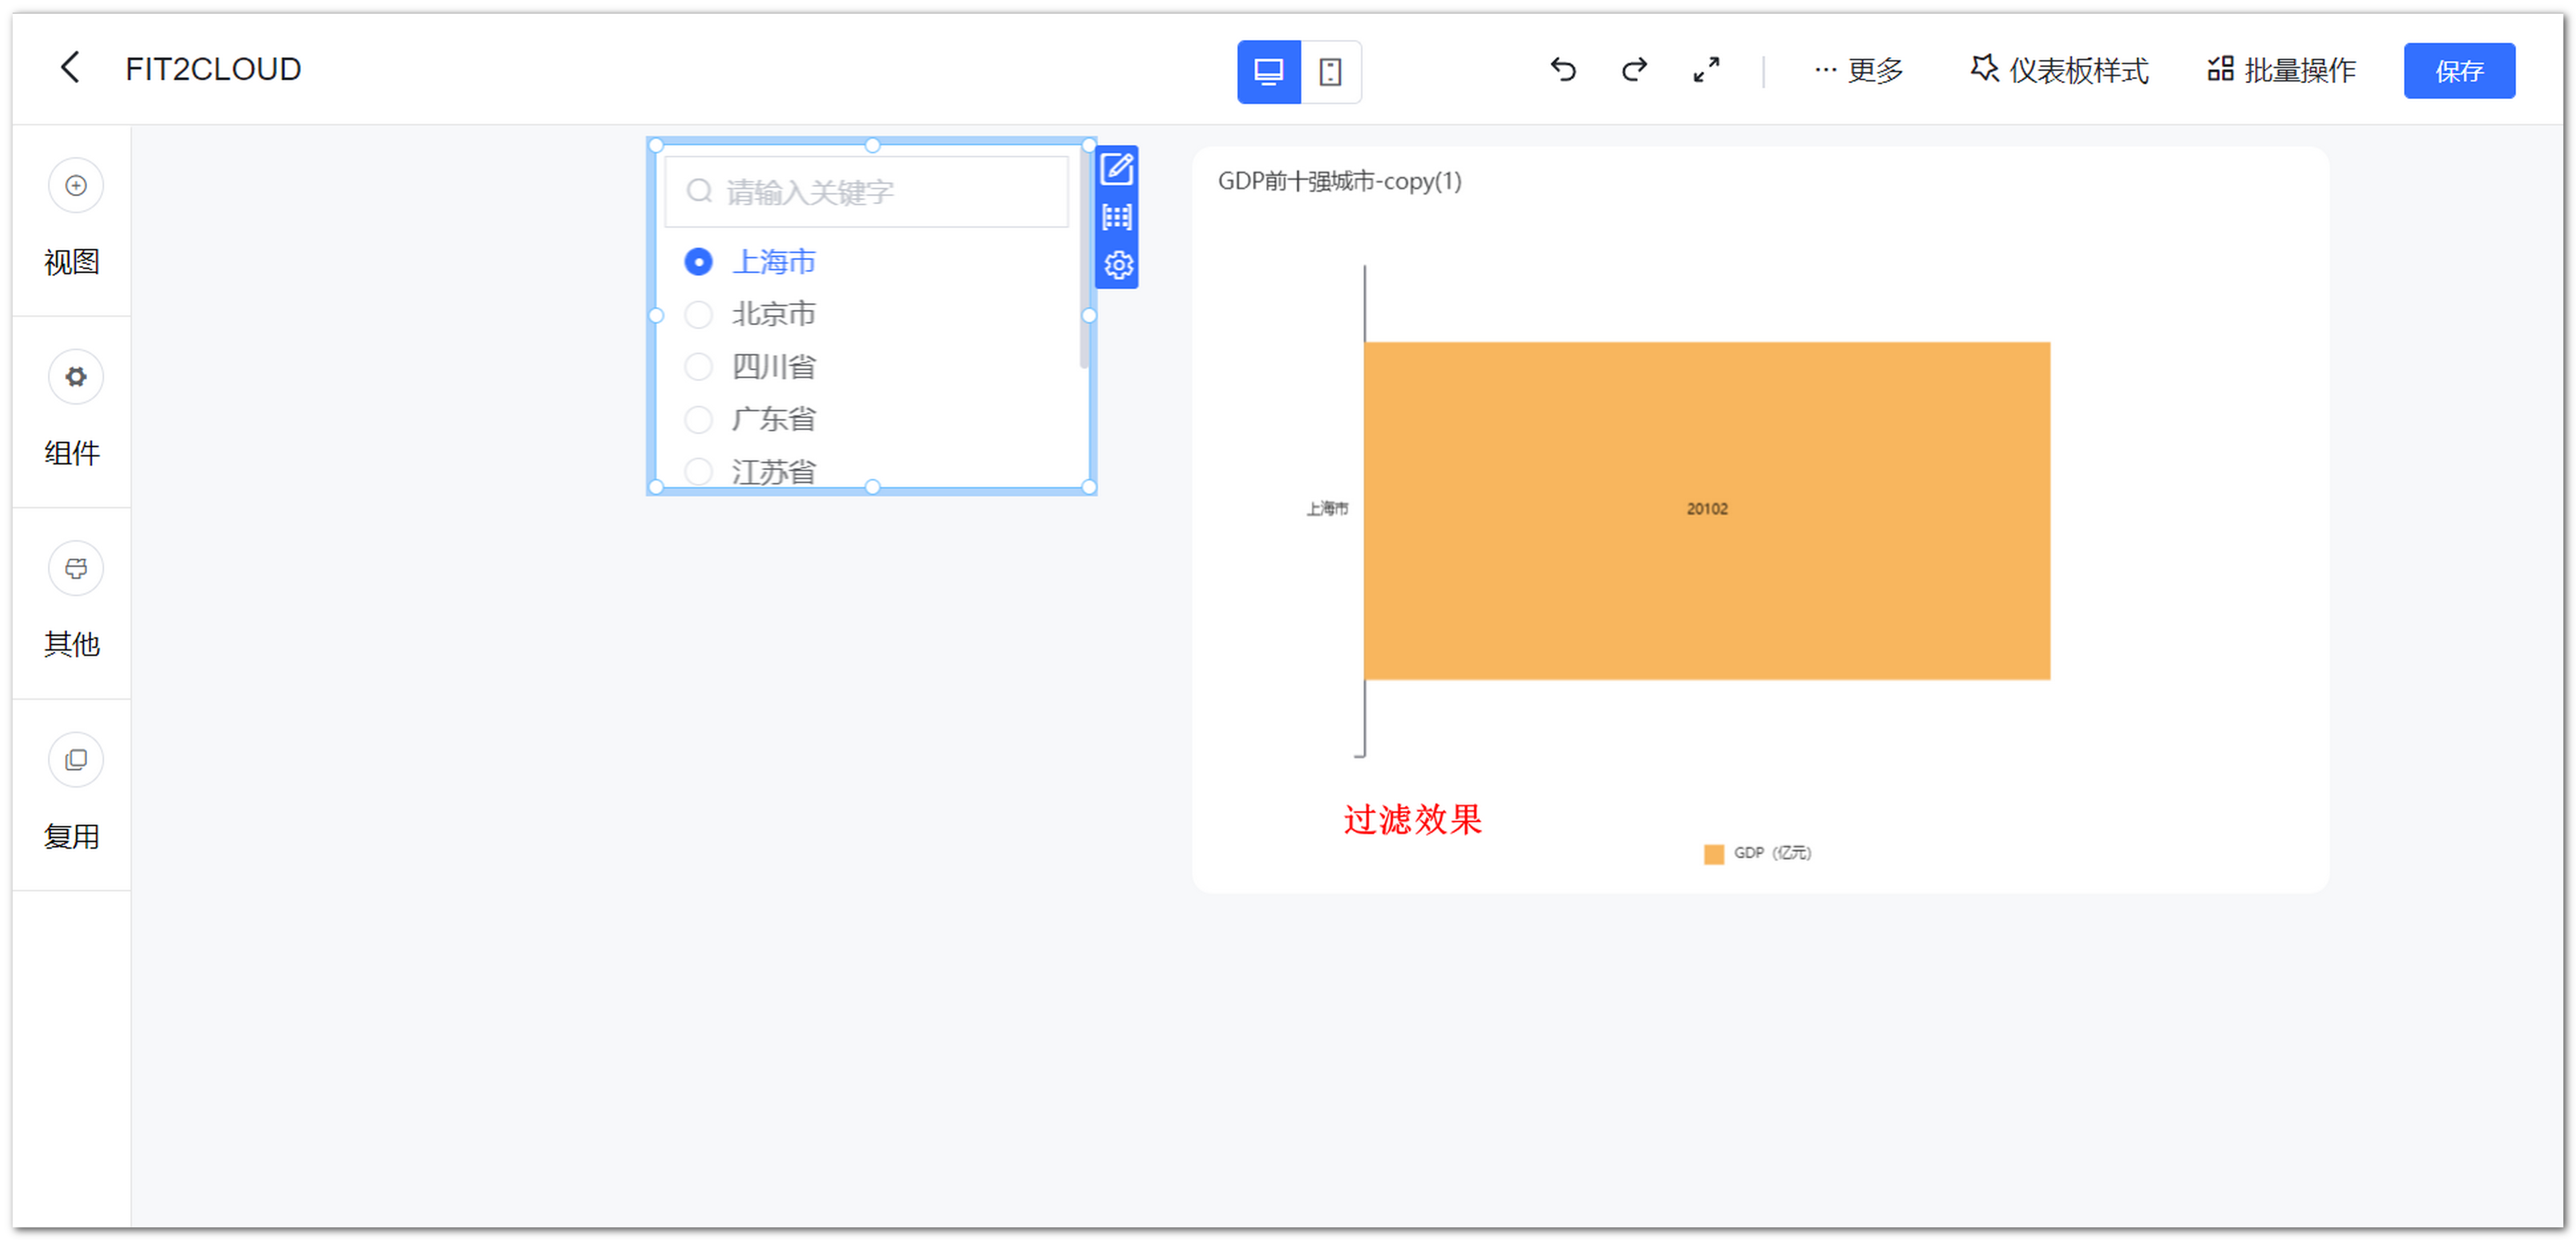 FIT2CLOUD
··· 更多
仪表板样式
批量操作
保存
视图
组件
其他
复用
请输入关键字
上海市
北京市
四川省
广东省
江苏省
GDP前十强城市-copy(1)
上海市
20102
过滤效果
GDP（亿元）